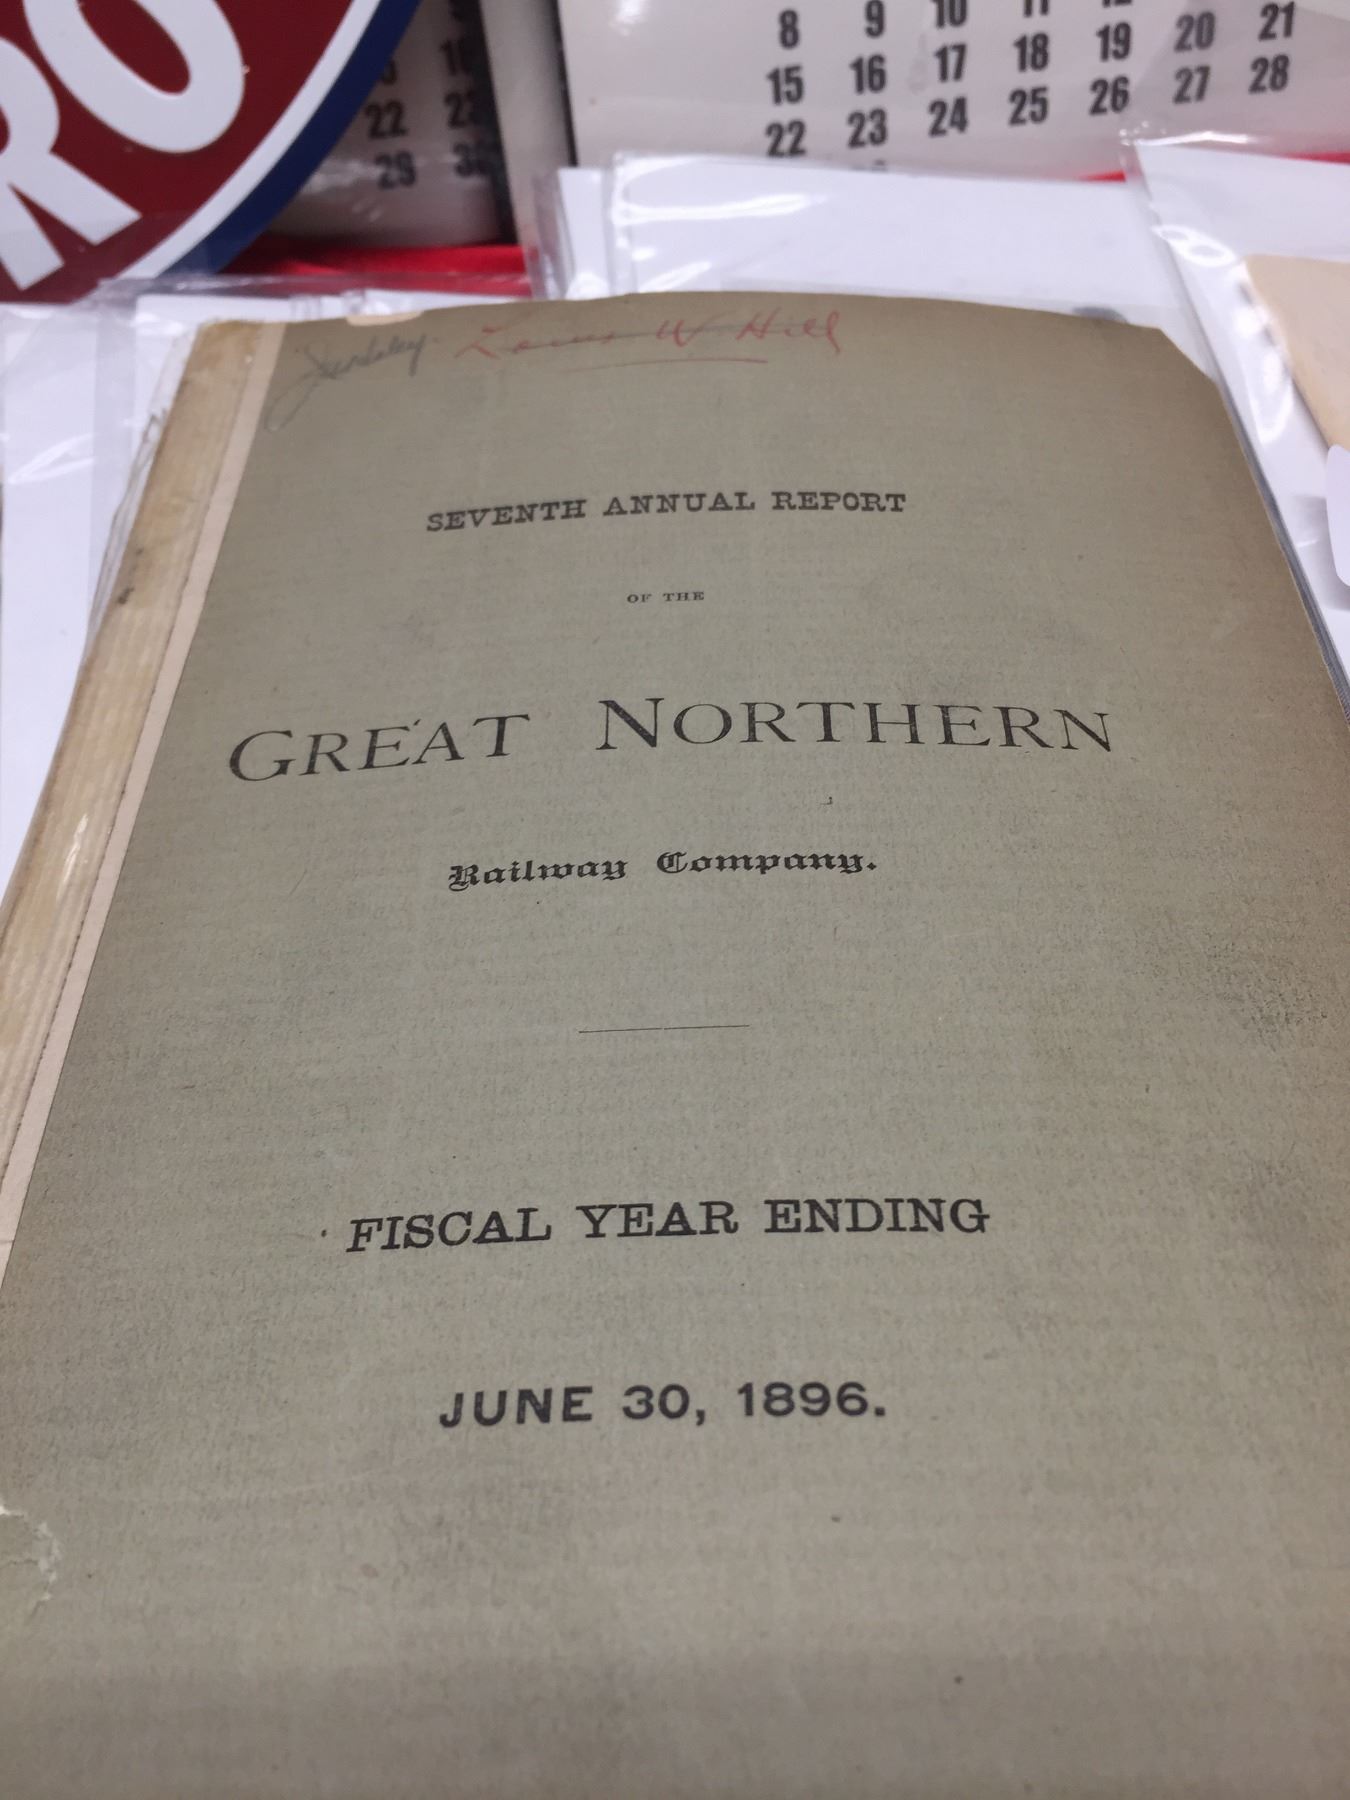 RO
22
29 30
8 9 10 11 12
15 16 17 18 19 20 21
22 23 24 25 26 27 28
Louis W Hill
SEVENTH ANNUAL REPORT
OF THE
GREAT NORTHERN
Railway Company.
FISCAL YEAR ENDING
JUNE 30, 1896.